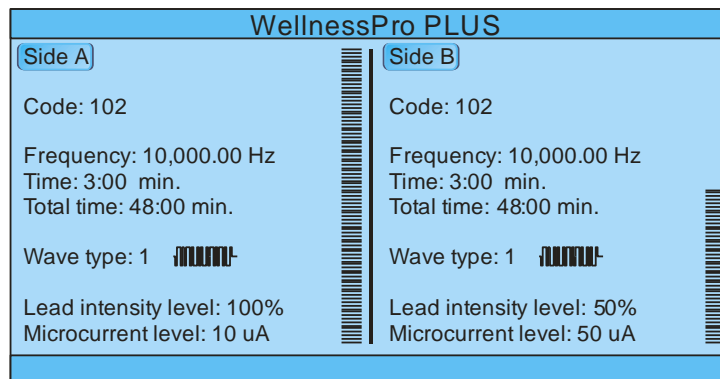 WellnessPro PLUS
Side A
Code: 102
Frequency: 10,000.00 Hz
Time: 3:00 min.
Total time: 48:00 min.
Wave type: 1
Lead intensity level: 100%
Microcurrent level: 10 uA
Side B
Code: 102
Frequency: 10,000.00 Hz
Time: 3:00 min.
Total time: 48:00 min.
Wave type: 1
Lead intensity level: 50%
Microcurrent level: 50 uA